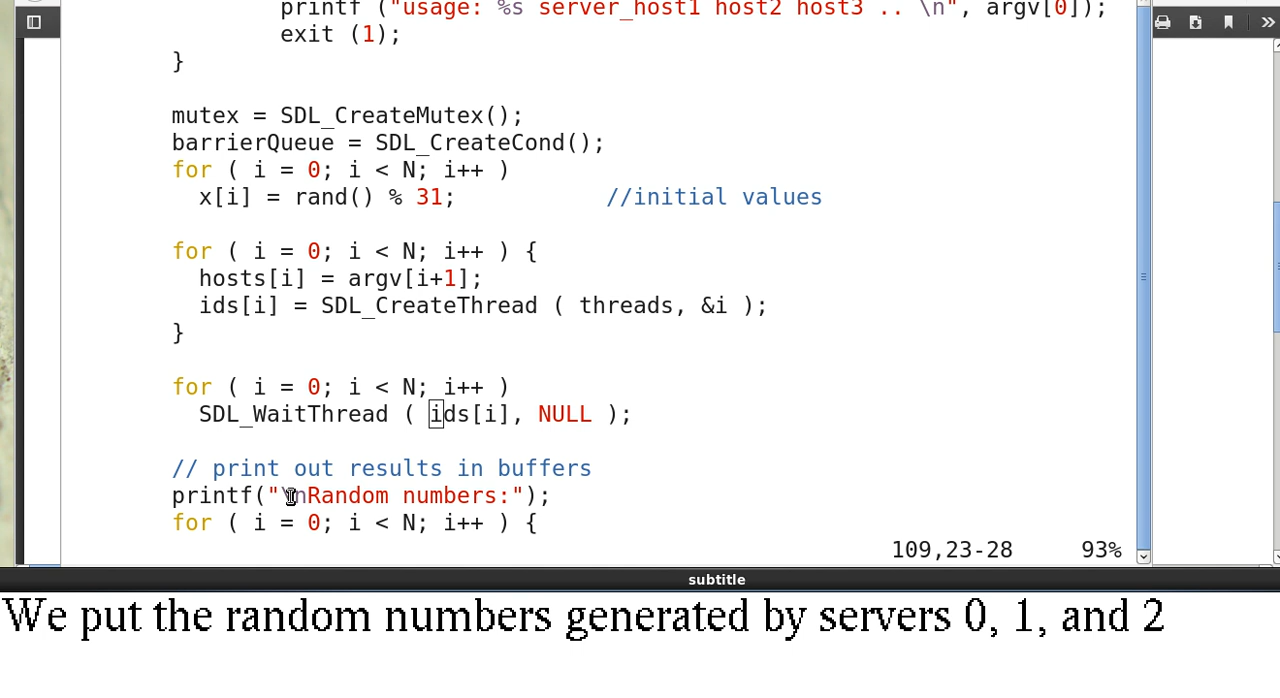 printf ("usage: %s server_host1 host2 host3 .. \n", argv[0]);
exit (1);
}
mutex = SDL_CreateMutex();
barrierQueue = SDL_CreateCond();
for ( i = 0; i < N; i++ )
x[i] = rand() % 31; //initial values
for ( i = 0; i < N; i++ ) {
hosts[i] = argv[i+1];
ids[i] = SDL_CreateThread ( threads, &i );
}
for ( i = 0; i < N; i++ )
SDL_WaitThread ( ids[i], NULL );
// print out results in buffers
printf("\nRandom numbers:");
for ( i = 0; i < N; i++ ) {
109,23-28 93%
subtitle
We put the random numbers generated by servers 0, 1, and 2